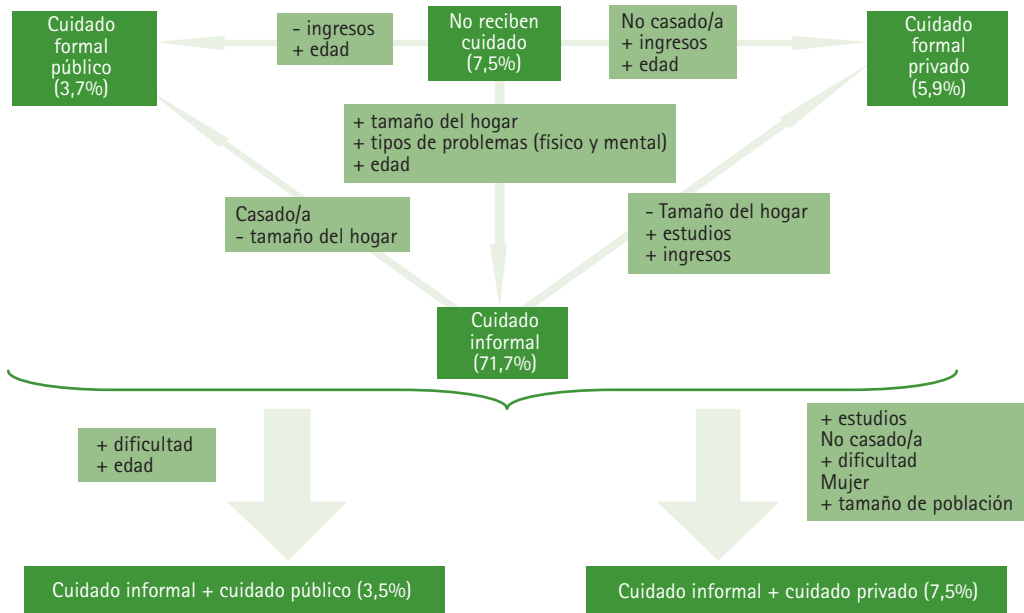 Cuidado
formal
público
(3,7%)
- ingresos
+ edad
No reciben
cuidado
(7,5%)
No casado/a
+ ingresos
+ edad
Cuidado
formal
privado
(5,9%)
+ tamaño del hogar
+ tipos de problemas (físico y mental)
+ edad
Casado/a
- tamaño del hogar
- Tamaño del hogar
+ estudios
+ ingresos
Cuidado
informal
(71,7%)
+ dificultad
+ edad
+ estudios
No casado/a
+ dificultad
Mujer
+ tamaño de población
Cuidado informal + cuidado público (3,5%)
Cuidado informal + cuidado privado (7,5%)